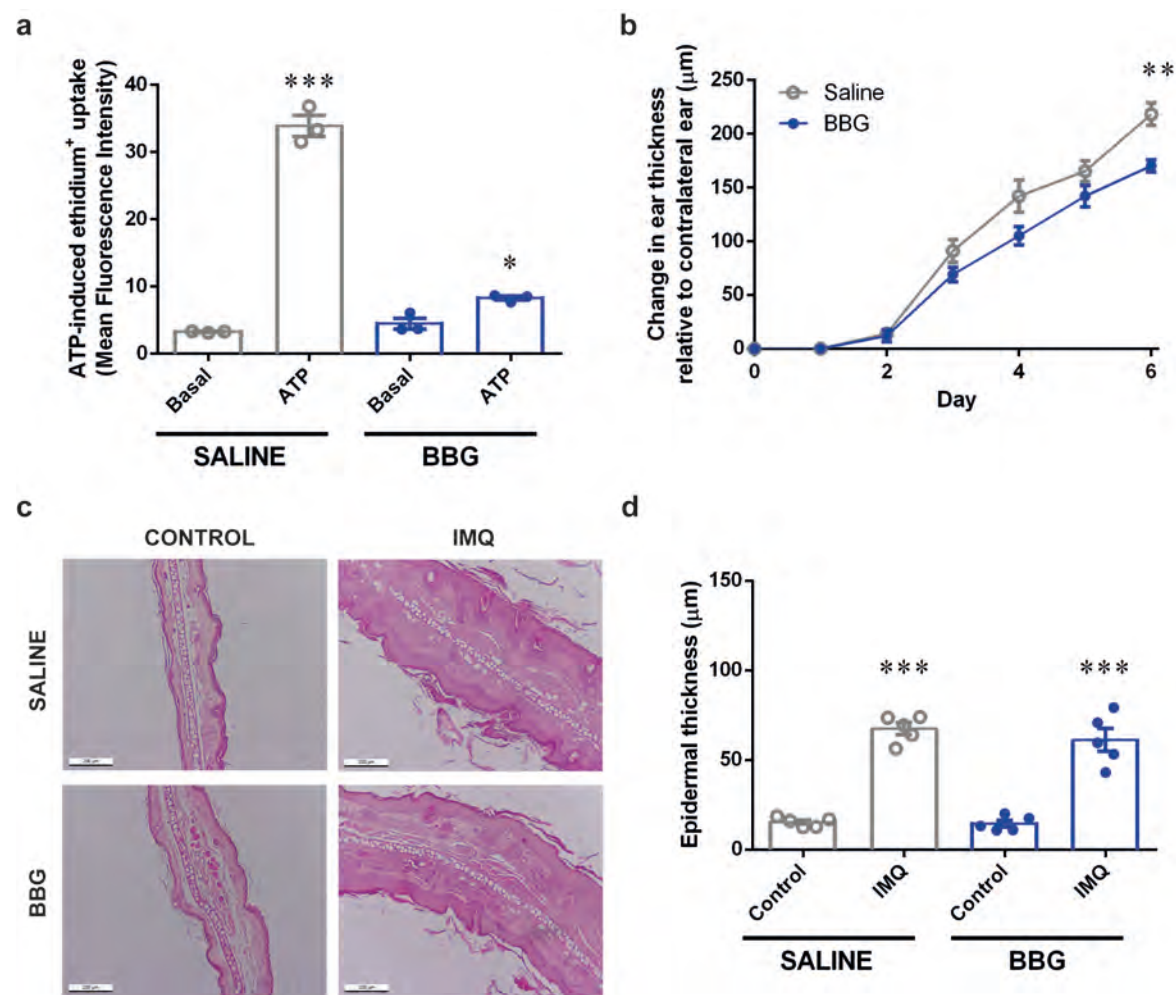 a
ATP-induced ethidium⁺ uptake
(Mean Fluorescence Intensity)
40
30
20
10
0
***
*
Basal
ATP
Basal
ATP
SALINE
BBG
b
Change in ear thickness
relative to contralateral ear (μm)
250
200
150
100
50
0
Saline
BBG
**
0
2
4
6
Day
c
CONTROL
IMQ
SALINE
BBG
d
Epidermal thickness (μm)
150
100
50
0
***
***
Control
IMQ
Control
IMQ
SALINE
BBG